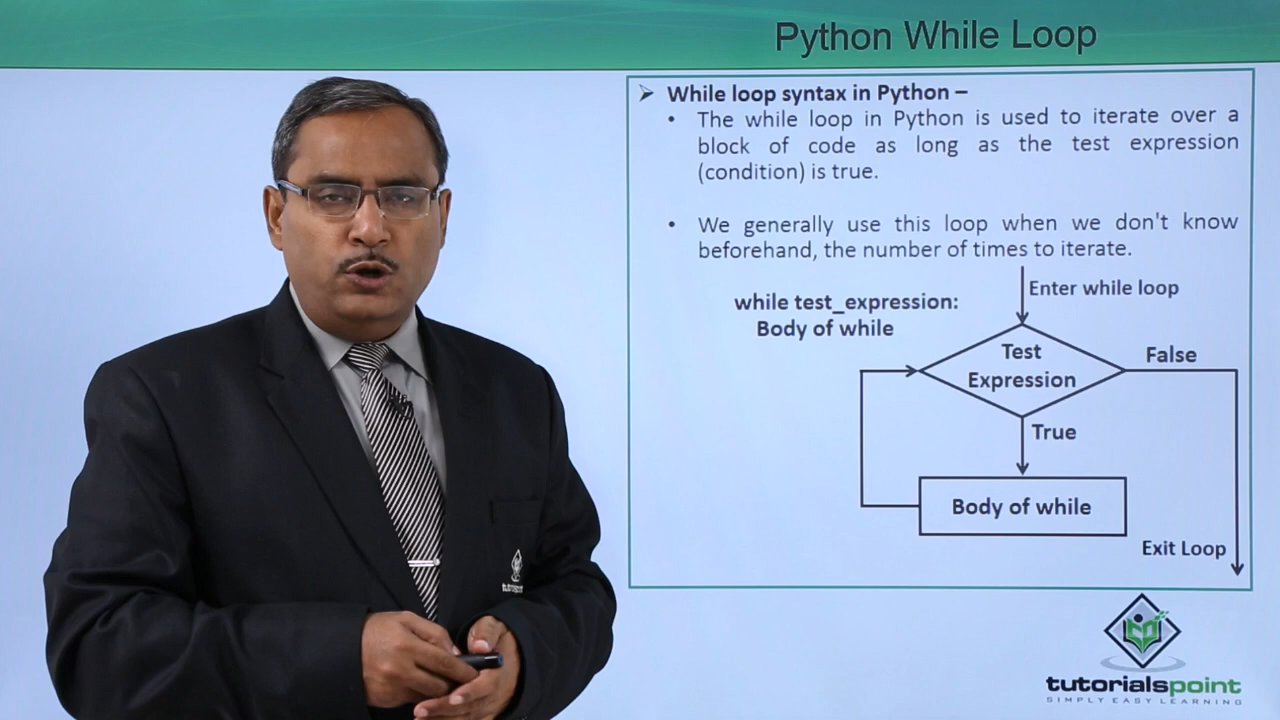 Python While Loop
➢ While loop syntax in Python –
• The while loop in Python is used to iterate over a
block of code as long as the test expression
(condition) is true.
• We generally use this loop when we don't know
beforehand, the number of times to iterate.
Enter while loop
while test_expression:
Body of while
Test
Expression
False
True
Body of while
Exit Loop
tutorialspoint
SIMPLY EASY LEARNING